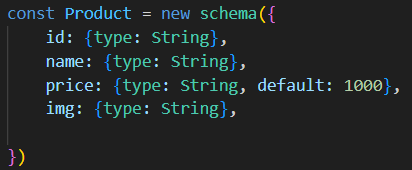 const Product = new schema({
    id: {type: String},
    name: {type: String},
    price: {type: String, default: 1000},
    img: {type: String},
})